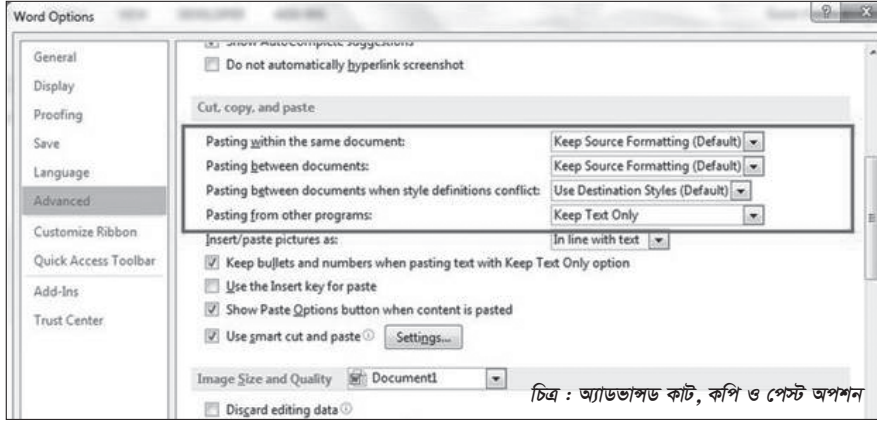 Word Options
General
Display
Proofing
Save
Language
Advanced
Customize Ribbon
Quick Access Toolbar
Add-Ins
Trust Center
Show AutoComplete suggestions
Do not automatically hyperlink screenshot
Cut, copy, and paste
Pasting within the same document: Keep Source Formatting (Default)
Pasting between documents: Keep Source Formatting (Default)
Pasting between documents when style definitions conflict: Use Destination Styles (Default)
Pasting from other programs: Keep Text Only
Insert/paste pictures as: In line with text
Keep bullets and numbers when pasting text with Keep Text Only option
Use the Insert key for paste
Show Paste Options button when content is pasted
Use smart cut and paste Settings...
Image Size and Quality Document1
Discard editing data
চিত্র : অ্যাডভান্সড কাট, কপি ও পেস্ট অপশন